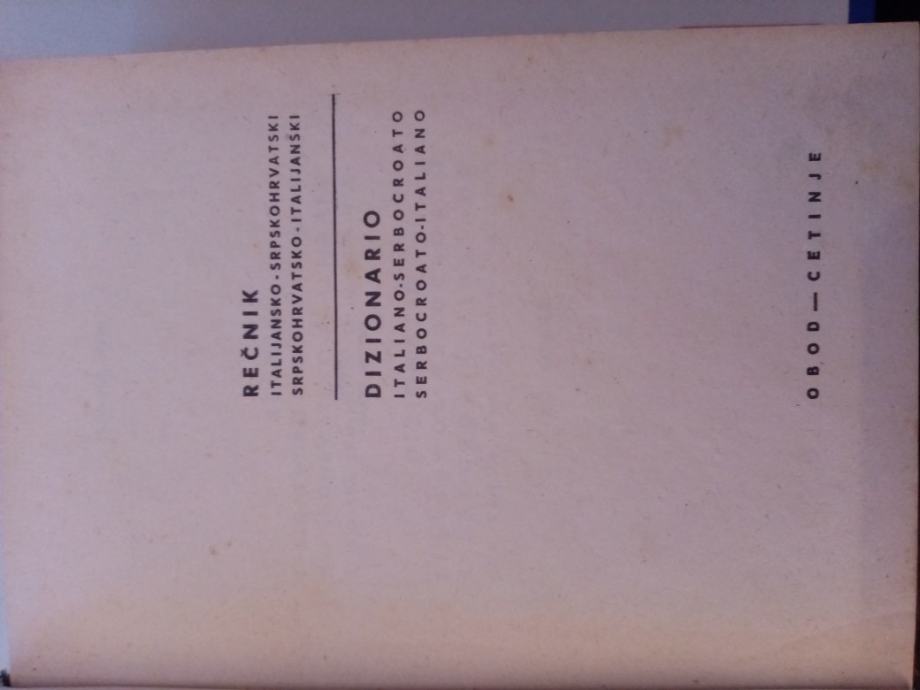 REČNIK
ITALIJANSKO-SRPSKOHRVATSKI
SRPSKOHRVATSKO-ITALIJANSKI
DIZIONARIO
ITALIANO-SERBOCROATO
SERBOCROATO-ITALIANO
OBOD—CETINJE